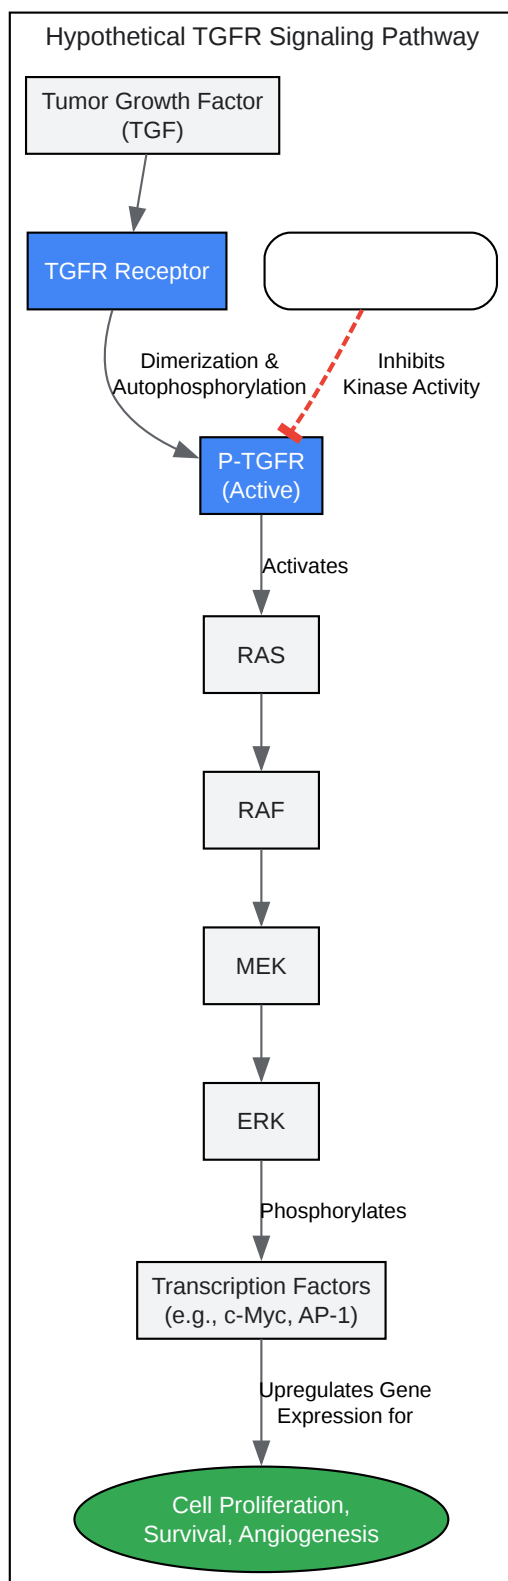 Hypothetical TGFR Signaling Pathway
Tumor Growth Factor
(TGF)
TGFR Receptor
Dimerization &
Autophosphorylation
Inhibits
Kinase Activity
P-TGFR
(Active)
Activates
RAS
RAF
MEK
ERK
Phosphorylates
Transcription Factors
(e.g., c-Myc, AP-1)
Upregulates Gene
Expression for
Cell Proliferation,
Survival, Angiogenesis